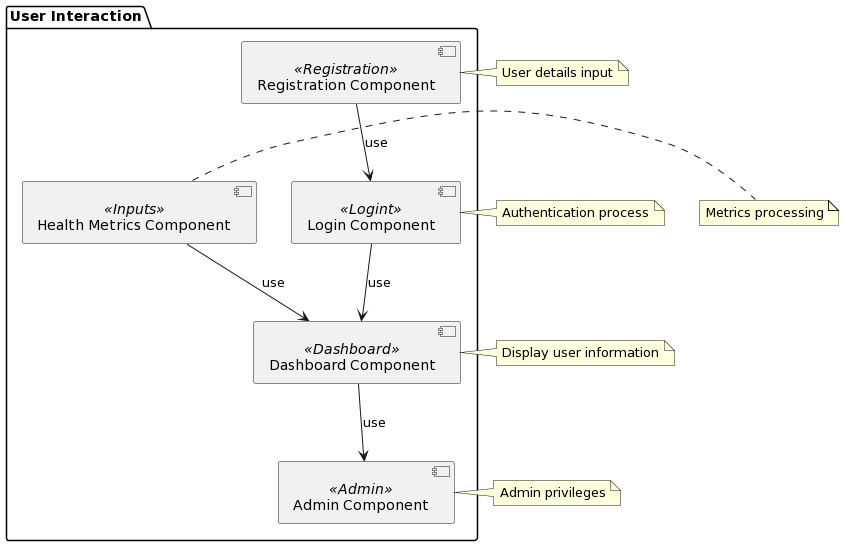 User Interaction
«Registration»
Registration Component
User details input
use
«Inputs»
Health Metrics Component
«Logint»
Login Component
Authentication process
Metrics processing
use
use
«Dashboard»
Dashboard Component
Display user information
use
«Admin»
Admin Component
Admin privileges